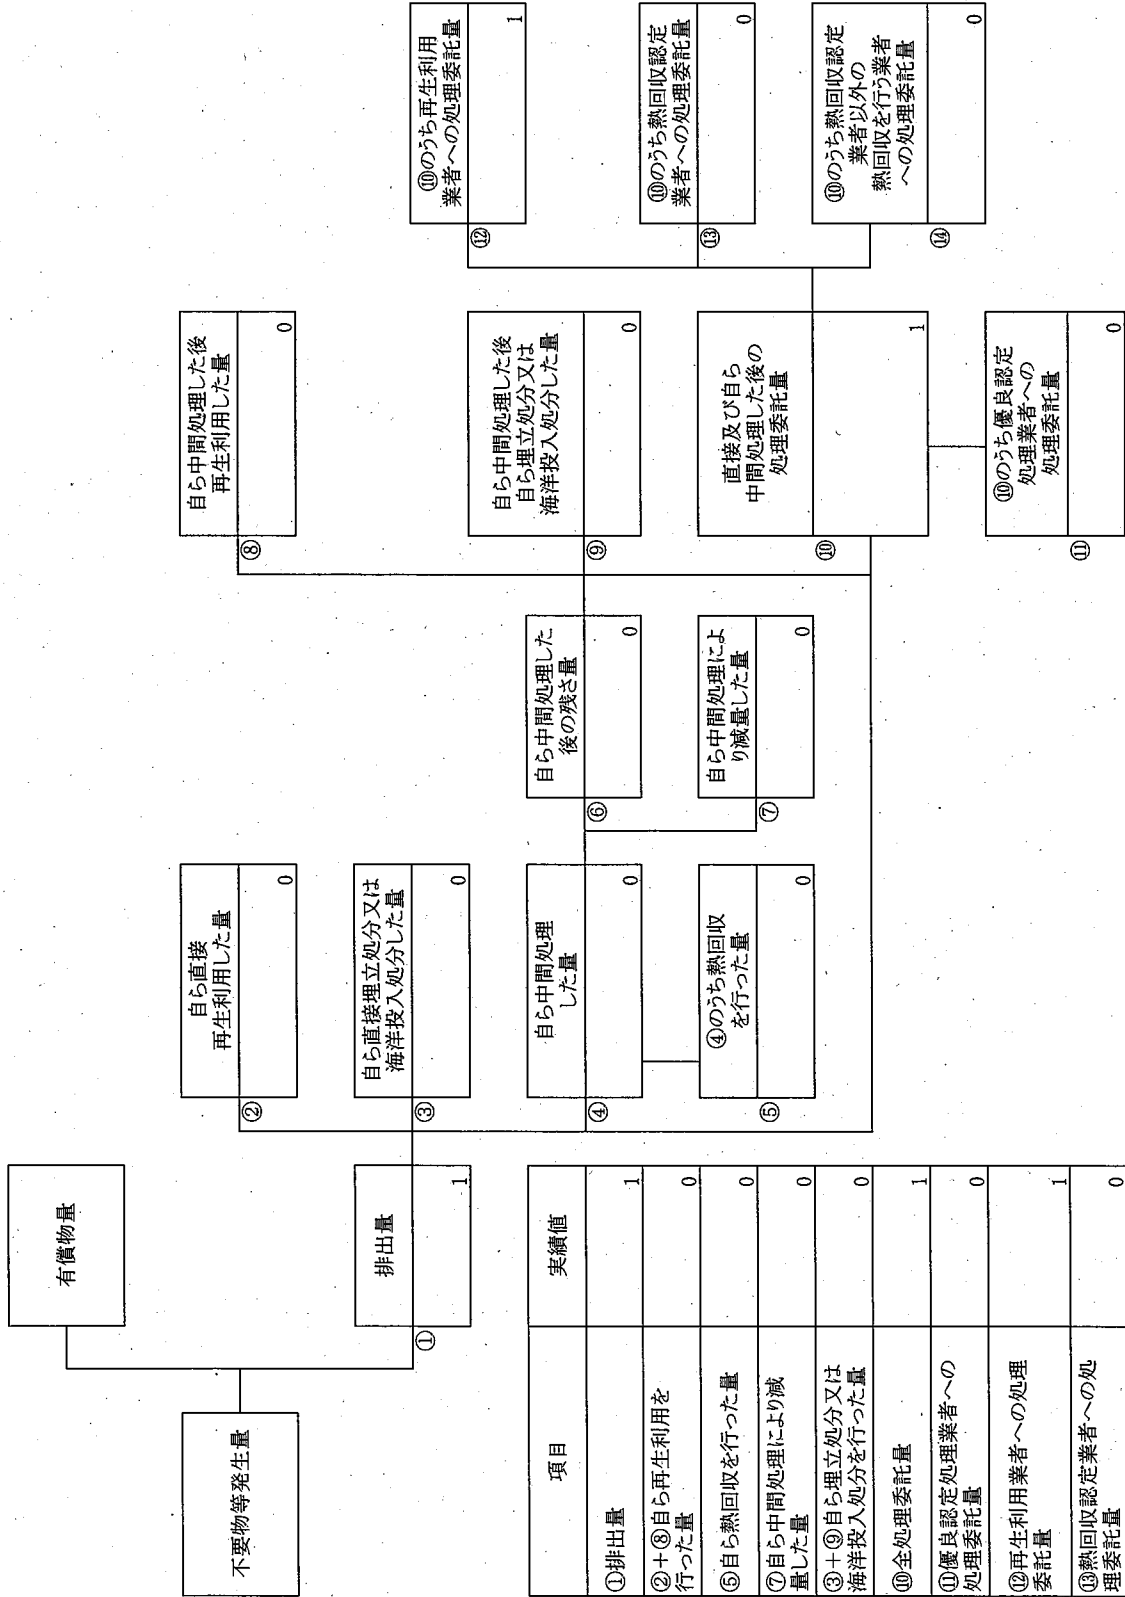 不要物等発生量
有償物量
①
排出量
1
②
自ら直接
再生利用した量
0
③
自ら直接埋立処分又は
海洋投入処分した量
0
④
自ら中間処理
した量
0
⑤
④のうち熱回収
を行った量
0
⑥
自ら中間処理した
後の残さ量
0
⑦
自ら中間処理によ
り減量した量
0
⑧
自ら中間処理した後
再生利用した量
0
⑨
自ら中間処理した後
自ら埋立処分又は
海洋投入処分した量
0
⑩
直接及び自ら
中間処理した後の
処理委託量
1
⑪
⑩のうち優良認定
処理業者への
処理委託量
0
⑫
⑩のうち再生利用
業者への処理委託量
1
⑬
⑩のうち熱回収認定
業者への処理委託量
0
⑭
⑩のうち熱回収認定
業者以外の
熱回収を行う業者
への処理委託量
0
項目 実績値
①排出量 1
②+⑧自ら再生利用を
行った量 0
⑤自ら熱回収を行った量 0
⑦自ら中間処理により減
量した量 0
③+⑨自ら埋立処分又は
海洋投入処分を行った量 0
⑩全処理委託量 1
⑪優良認定処理業者への
処理委託量 0
⑫再生利用業者への処理
委託量 1
⑬熱回収認定業者への処
理委託量 0